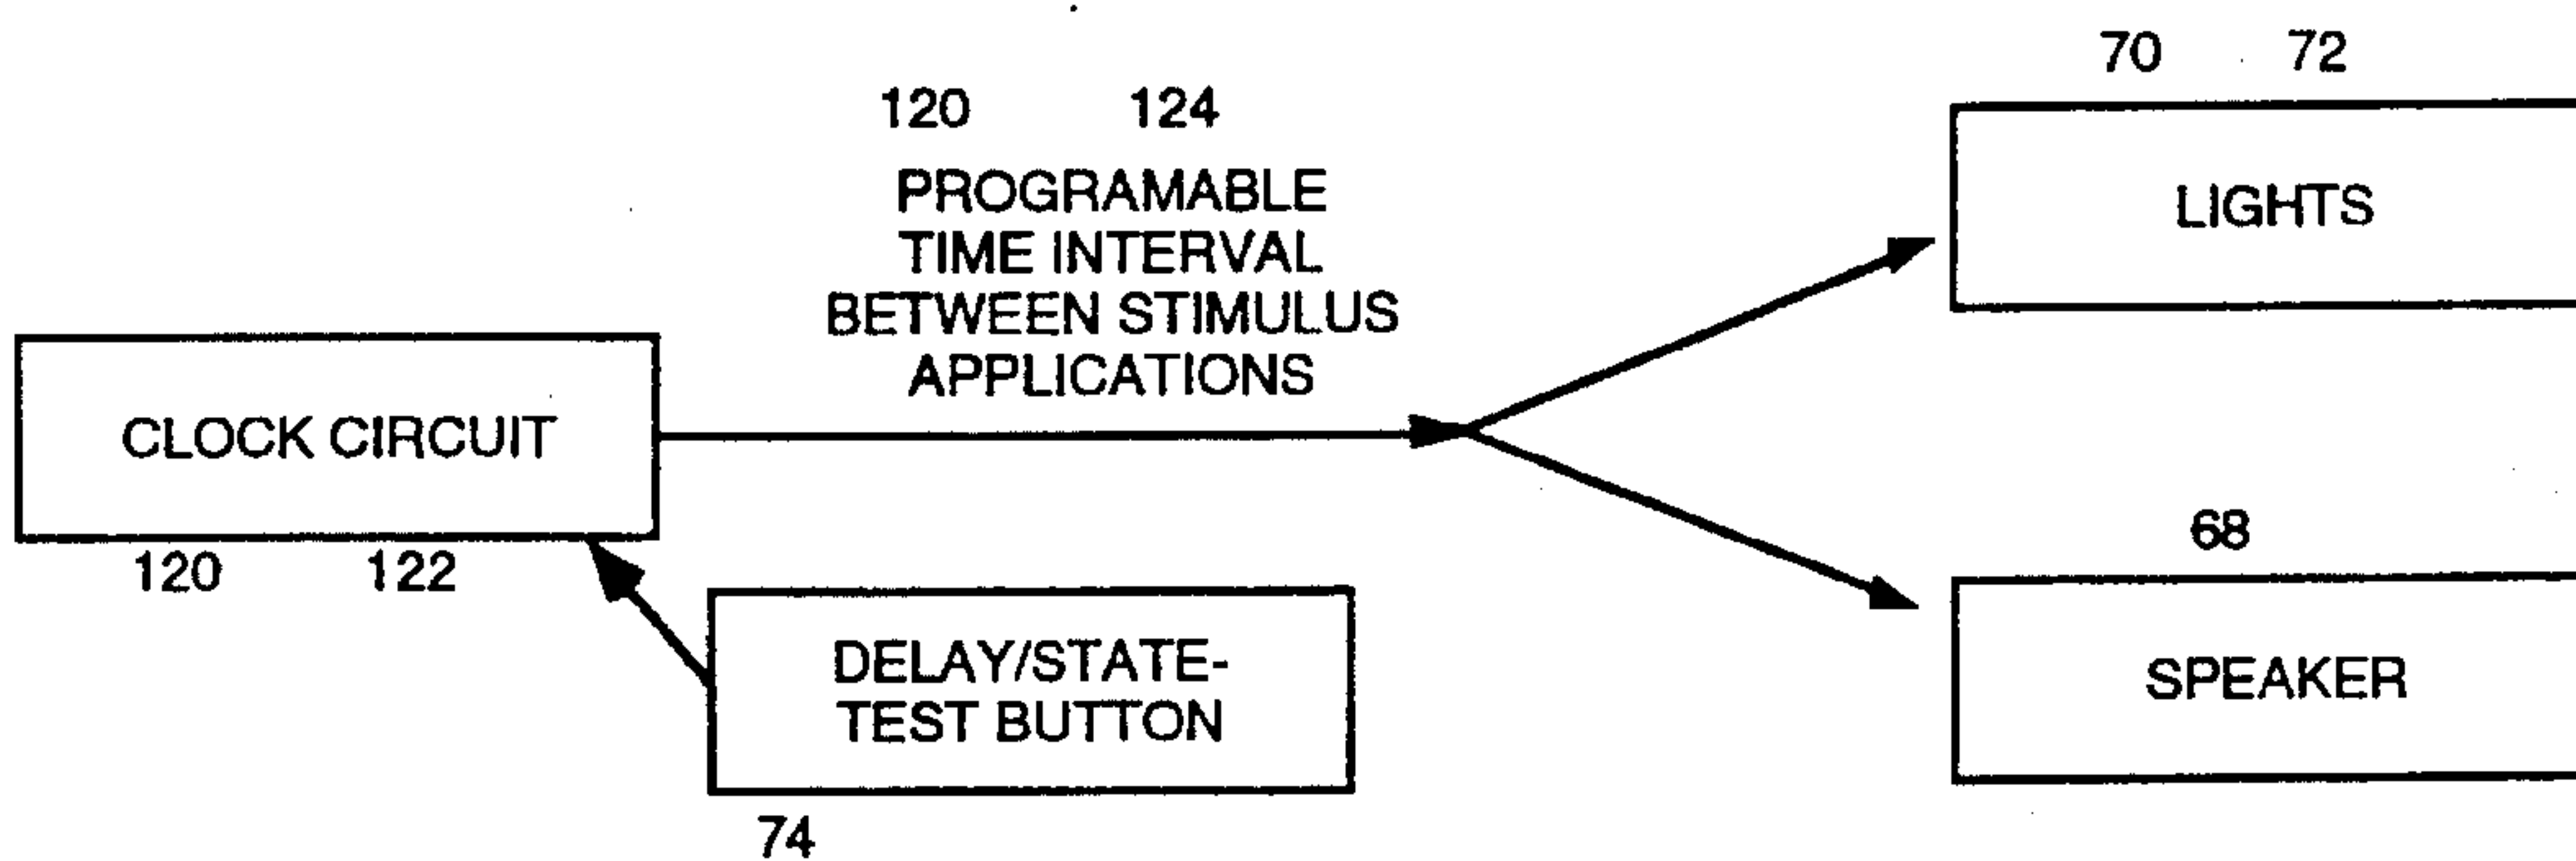 70 72
120 124
PROGRAMABLE
TIME INTERVAL
BETWEEN STIMULUS
APPLICATIONS
LIGHTS
CLOCK CIRCUIT
120 122
68
SPEAKER
DELAY/STATE-
TEST BUTTON
74